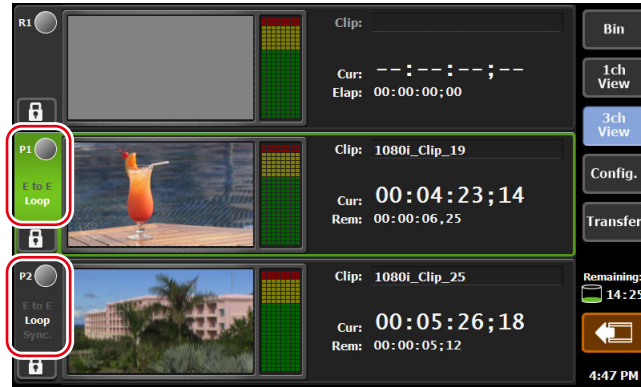 R1
Clip:
Cur: --:--:--;--
Elap: 00:00:00;00
P1
E to E
Loop
Clip: 1080i_Clip_19
Cur: 00:04:23;14
Rem: 00:00:06,25
P2
E to E
Loop
Sync.
Clip: 1080i_Clip_25
Cur: 00:05:26;18
Rem: 00:00:05;12
Bin
1ch
View
3ch
View
Config.
Transfer
Remaining:
14:25
4:47 PM